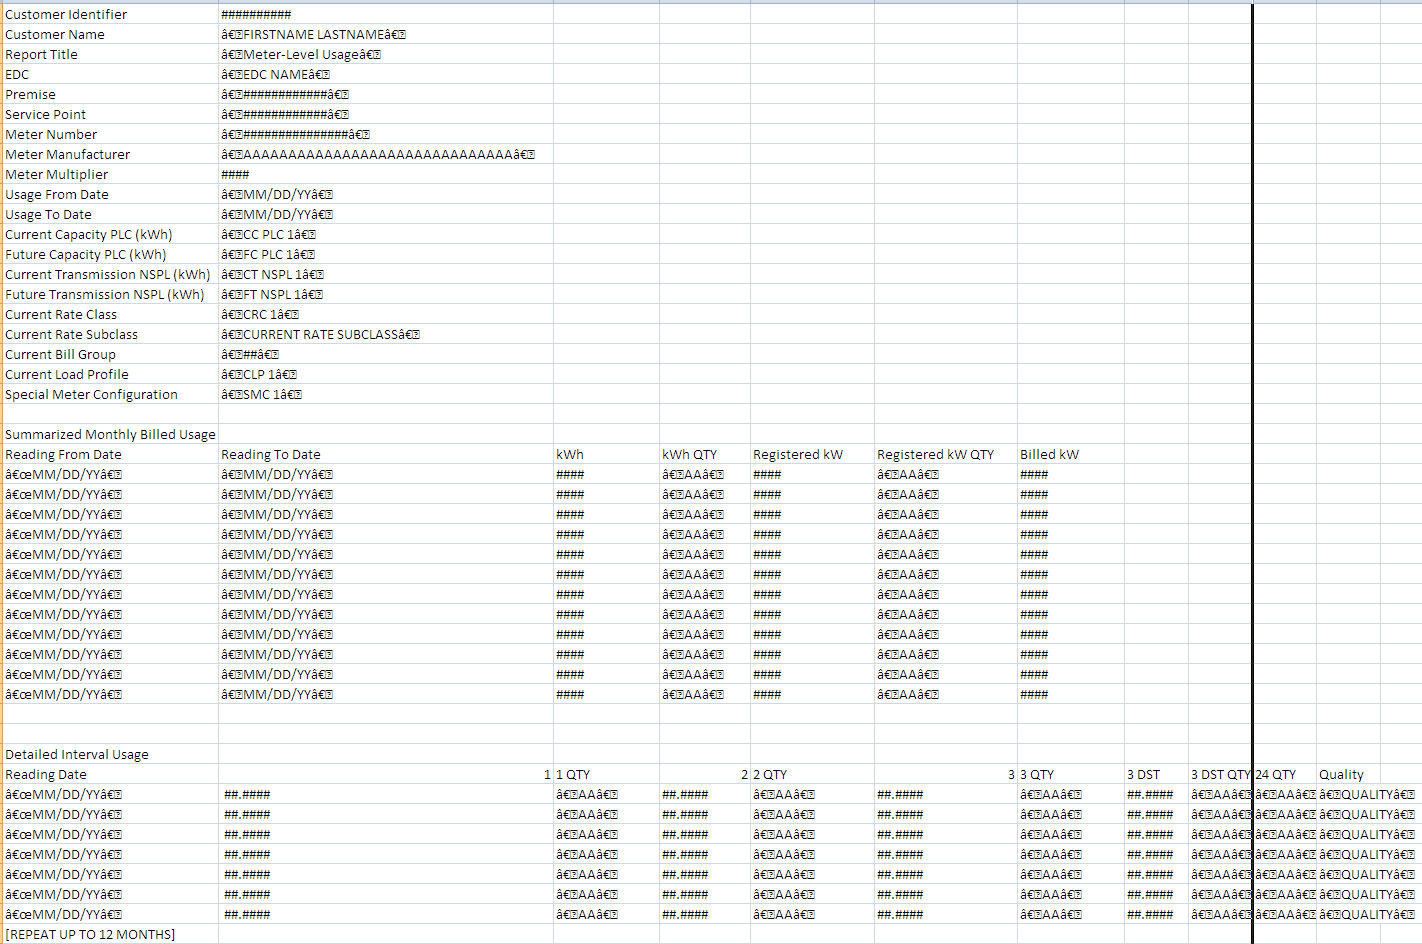 Customer Identifier ##########
Customer Name â€FIRSTNAME LASTNAMEâ€
Report Title â€Meter-Level Usageâ€
EDC â€EDC NAMEâ€
Premise â€############â€
Service Point â€############â€
Meter Number â€###############â€
Meter Manufacturer â€AAAAAAAAAAAAAAAAAAAAAAAAAAAAAAâ€
Meter Multiplier ####
Usage From Date â€MM/DD/YYâ€
Usage To Date â€MM/DD/YYâ€
Current Capacity PLC (kWh) â€CC PLC 1â€
Future Capacity PLC (kWh) â€FC PLC 1â€
Current Transmission NSPL (kWh) â€CT NSPL 1â€
Future Transmission NSPL (kWh) â€FT NSPL 1â€
Current Rate Class â€CRC 1â€
Current Rate Subclass â€CURRENT RATE SUBCLASSâ€
Current Bill Group â€##â€
Current Load Profile â€CLP 1â€
Special Meter Configuration â€SMC 1â€
Summarized Monthly Billed Usage
Reading From Date Reading To Date kWh kWh QTY Registered kW Registered kW QTY Billed kW
â€œMM/DD/YYâ€ â€MM/DD/YYâ€ #### â€AAâ€ #### â€AAâ€ ####
â€œMM/DD/YYâ€ â€MM/DD/YYâ€ #### â€AAâ€ #### â€AAâ€ ####
â€œMM/DD/YYâ€ â€MM/DD/YYâ€ #### â€AAâ€ #### â€AAâ€ ####
â€œMM/DD/YYâ€ â€MM/DD/YYâ€ #### â€AAâ€ #### â€AAâ€ ####
â€œMM/DD/YYâ€ â€MM/DD/YYâ€ #### â€AAâ€ #### â€AAâ€ ####
â€œMM/DD/YYâ€ â€MM/DD/YYâ€ #### â€AAâ€ #### â€AAâ€ ####
â€œMM/DD/YYâ€ â€MM/DD/YYâ€ #### â€AAâ€ #### â€AAâ€ ####
â€œMM/DD/YYâ€ â€MM/DD/YYâ€ #### â€AAâ€ #### â€AAâ€ ####
â€œMM/DD/YYâ€ â€MM/DD/YYâ€ #### â€AAâ€ #### â€AAâ€ ####
â€œMM/DD/YYâ€ â€MM/DD/YYâ€ #### â€AAâ€ #### â€AAâ€ ####
â€œMM/DD/YYâ€ â€MM/DD/YYâ€ #### â€AAâ€ #### â€AAâ€ ####
â€œMM/DD/YYâ€ â€MM/DD/YYâ€ #### â€AAâ€ #### â€AAâ€ ####
Detailed Interval Usage
Reading Date 1 1 QTY 2 2 QTY 3 3 QTY 3 DST 3 DST QTY 24 QTY Quality
â€œMM/DD/YYâ€ ##.#### â€AAâ€ ##.#### â€AAâ€ ##.#### â€AAâ€ ##.#### â€AAâ€ â€AAâ€ â€QUALITYâ€
â€œMM/DD/YYâ€ ##.#### â€AAâ€ ##.#### â€AAâ€ ##.#### â€AAâ€ ##.#### â€AAâ€ â€AAâ€ â€QUALITYâ€
â€œMM/DD/YYâ€ ##.#### â€AAâ€ ##.#### â€AAâ€ ##.#### â€AAâ€ ##.#### â€AAâ€ â€AAâ€ â€QUALITYâ€
â€œMM/DD/YYâ€ ##.#### â€AAâ€ ##.#### â€AAâ€ ##.#### â€AAâ€ ##.#### â€AAâ€ â€AAâ€ â€QUALITYâ€
â€œMM/DD/YYâ€ ##.#### â€AAâ€ ##.#### â€AAâ€ ##.#### â€AAâ€ ##.#### â€AAâ€ â€AAâ€ â€QUALITYâ€
â€œMM/DD/YYâ€ ##.#### â€AAâ€ ##.#### â€AAâ€ ##.#### â€AAâ€ ##.#### â€AAâ€ â€AAâ€ â€QUALITYâ€
â€œMM/DD/YYâ€ ##.#### â€AAâ€ ##.#### â€AAâ€ ##.#### â€AAâ€ ##.#### â€AAâ€ â€AAâ€ â€QUALITYâ€
[REPEAT UP TO 12 MONTHS]